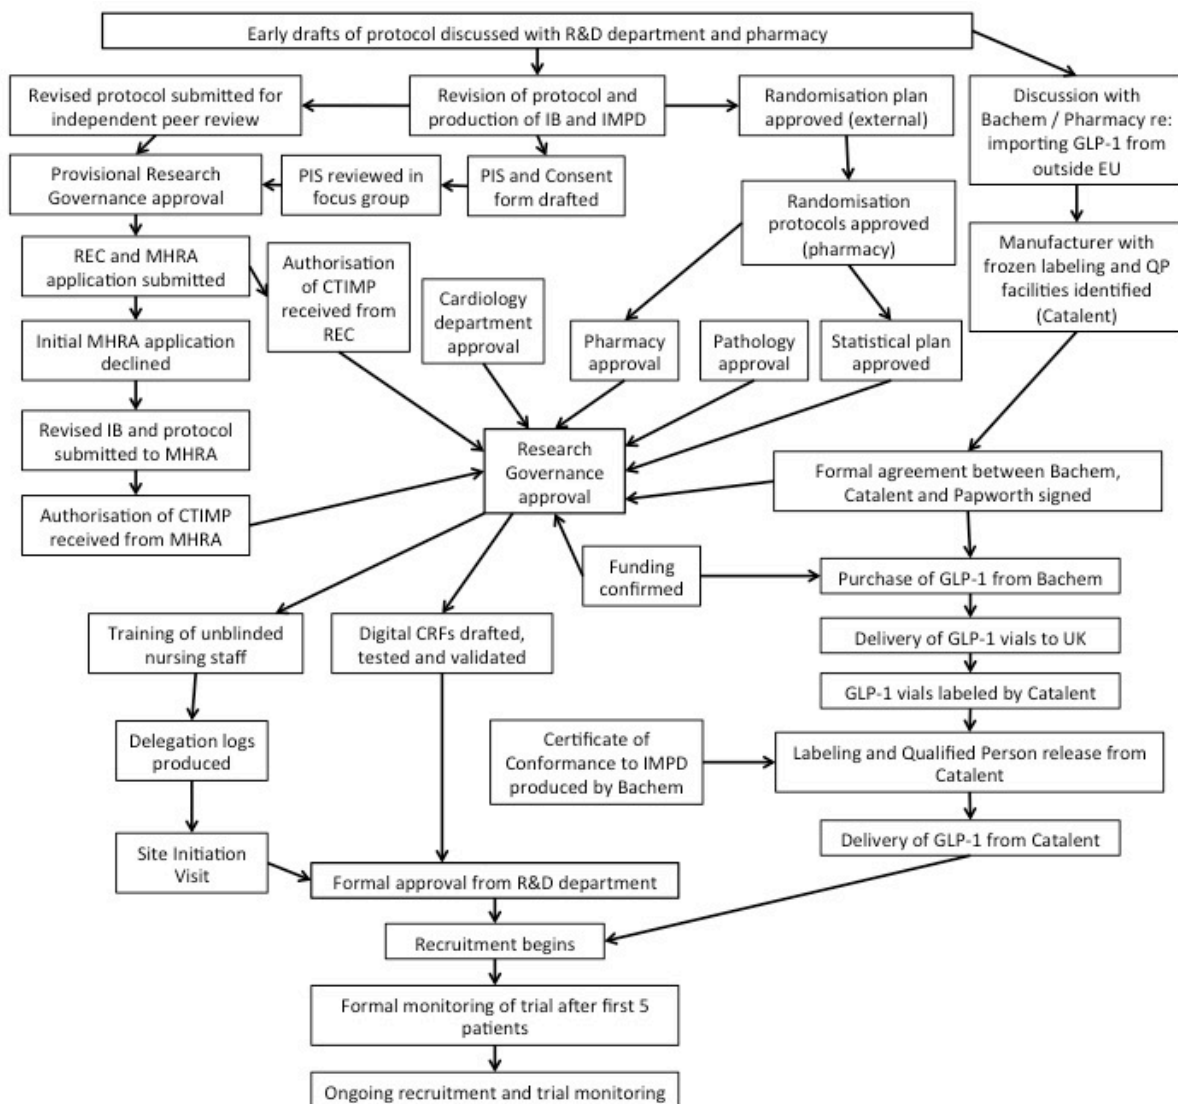 Early drafts of protocol discussed with R&D department and pharmacy
Revised protocol submitted for
independent peer review
Revision of protocol and
production of IB and IMPD
Randomisation plan
approved (external)
Discussion with
Bachem / Pharmacy re:
importing GLP-1 from
outside EU
Provisional Research
Governance approval
PIS reviewed in
focus group
PIS and Consent
form drafted
Randomisation
protocols approved
(pharmacy)
REC and MHRA
application submitted
Authorisation
of CTIMP
received from
REC
Cardiology
department
approval
Manufacturer with
frozen labeling and QP
facilities identified
(Catalent)
Initial MHRA application
declined
Pharmacy
approval
Pathology
approval
Statistical plan
approved
Revised IB and protocol
submitted to MHRA
Research
Governance
approval
Formal agreement between Bachem,
Catalent and Papworth signed
Authorisation of CTIMP
received from MHRA
Funding
confirmed
Purchase of GLP-1 from Bachem
Training of unblinded
nursing staff
Digital CRFs drafted,
tested and validated
Delivery of GLP-1 vials to UK
GLP-1 vials labeled by Catalent
Delegation logs
produced
Certificate of
Conformance to IMPD
produced by Bachem
Labeling and Qualified Person release from
Catalent
Delivery of GLP-1 from Catalent
Site Initiation
Visit
Formal approval from R&D department
Recruitment begins
Formal monitoring of trial after first 5
patients
Ongoing recruitment and trial monitoring